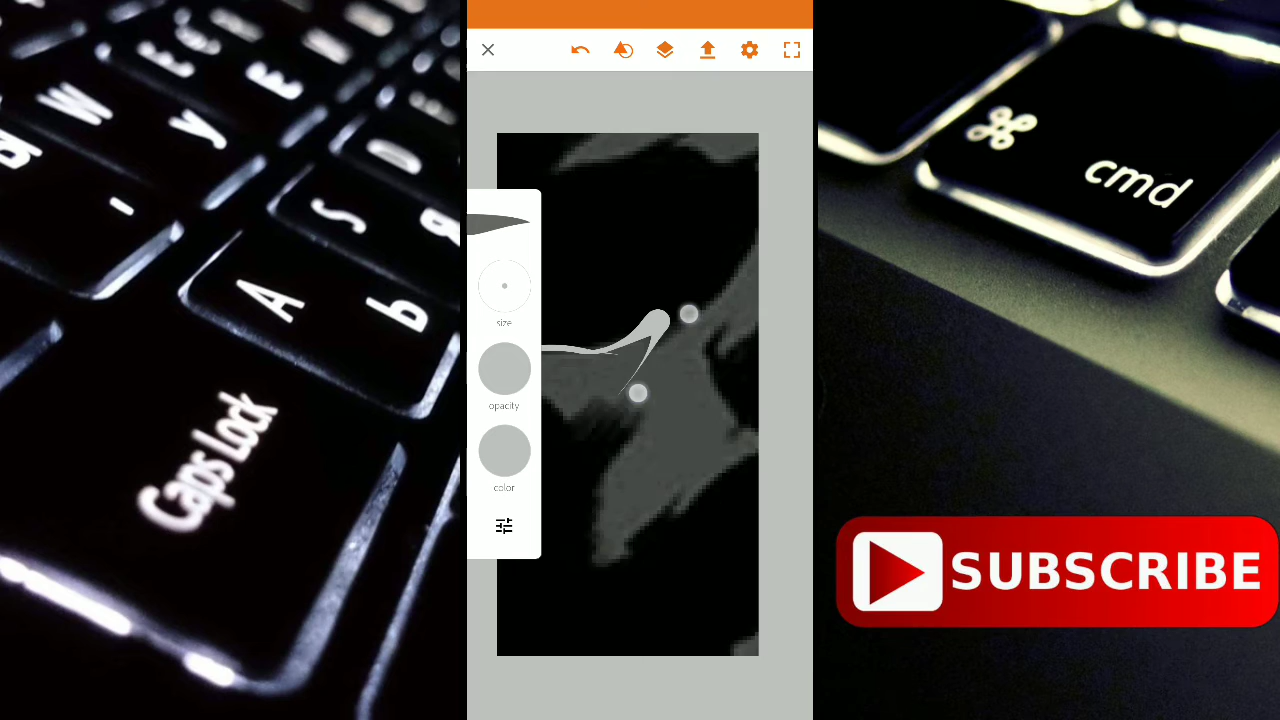 W
У
D
-
S
A
Ь
Caps Lock
size
opacity
color
⌘
cmd
SUBSCRIBE